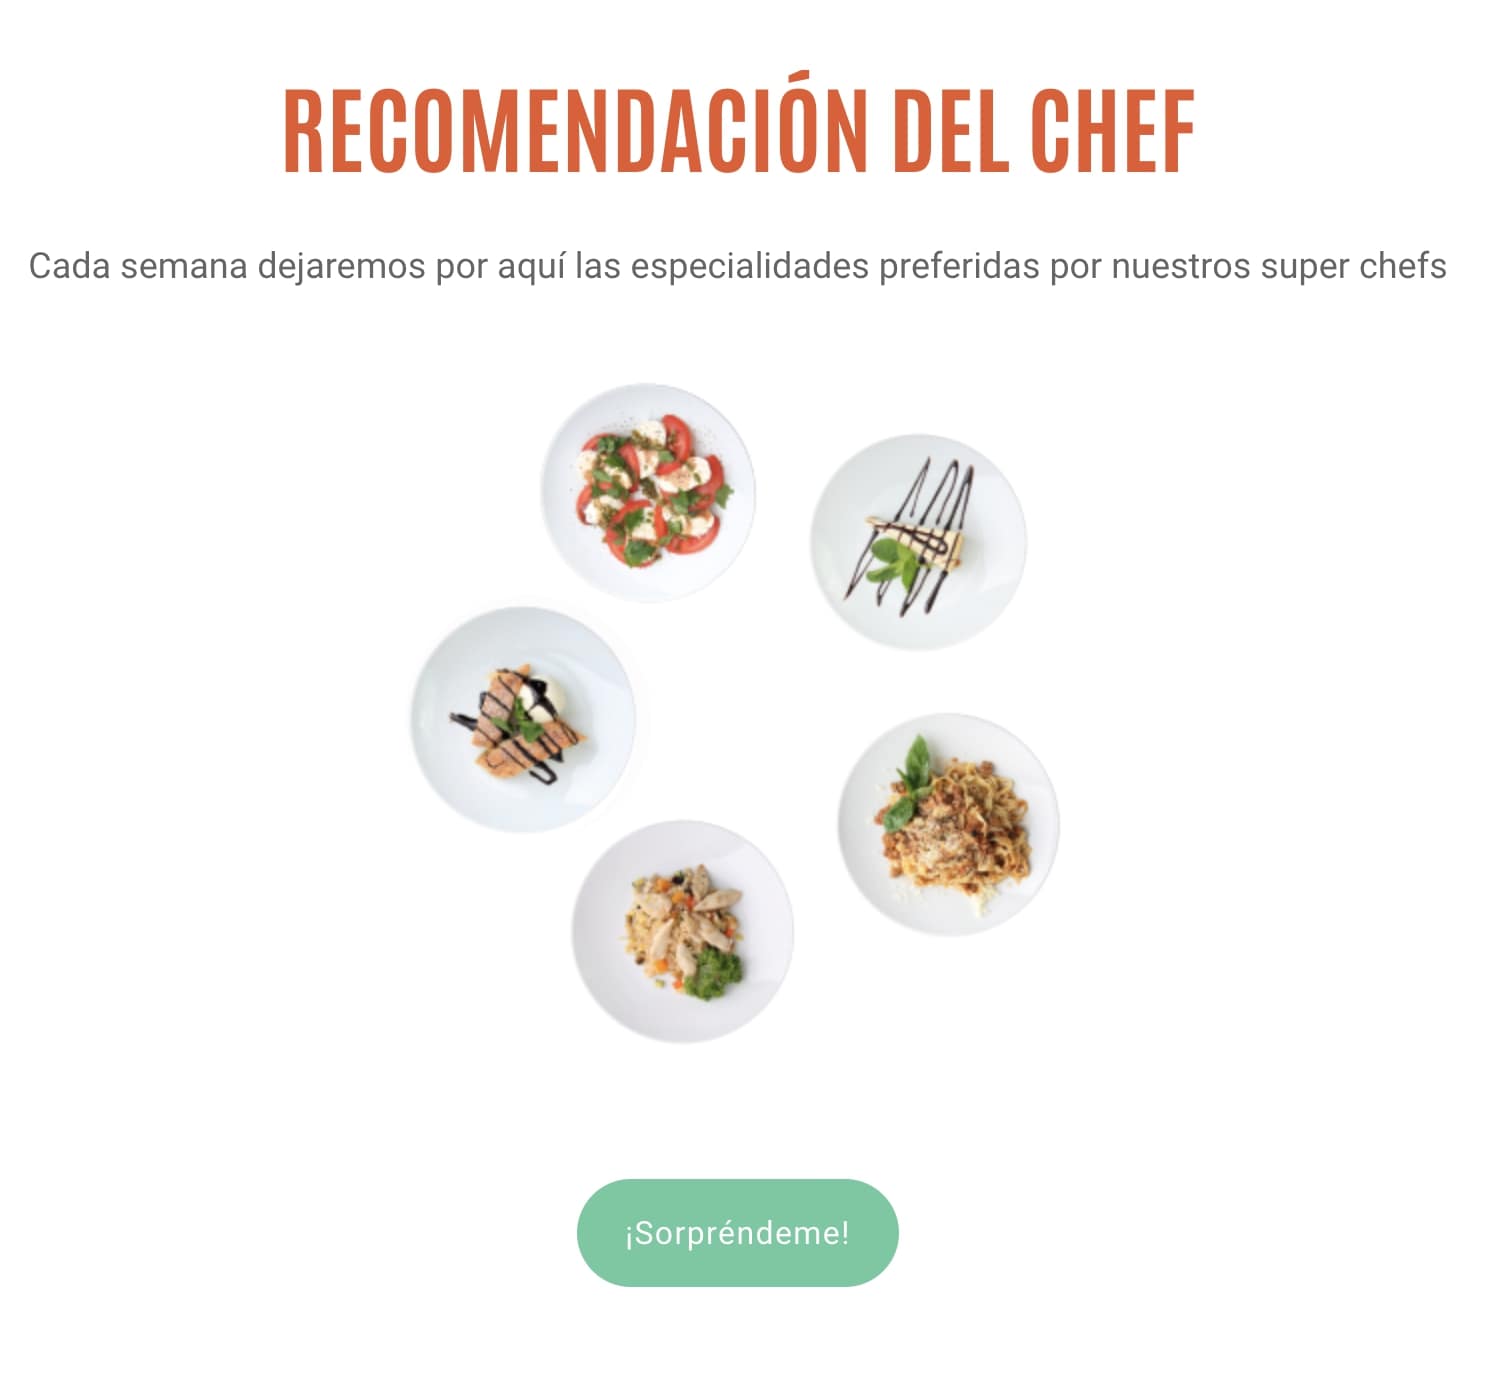 RECOMENDACIÓN DEL CHEF
Cada semana dejaremos por aquí las especialidades preferidas por nuestros super chefs
¡Sorpréndeme!